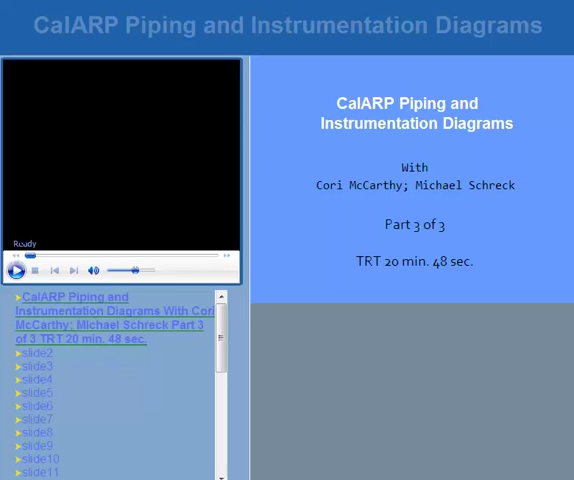 CalARP Piping and Instrumentation Diagrams
CalARP Piping and
Instrumentation Diagrams
With
Cori McCarthy; Michael Schreck
Part 3 of 3
TRT 20 min. 48 sec.
Ready
CalARP Piping and
Instrumentation Diagrams With Cori
McCarthy; Michael Schreck Part 3
of 3 TRT 20 min. 48 sec.
slide2
slide3
slide4
slide5
slide6
slide7
slide8
slide9
slide10
slide11